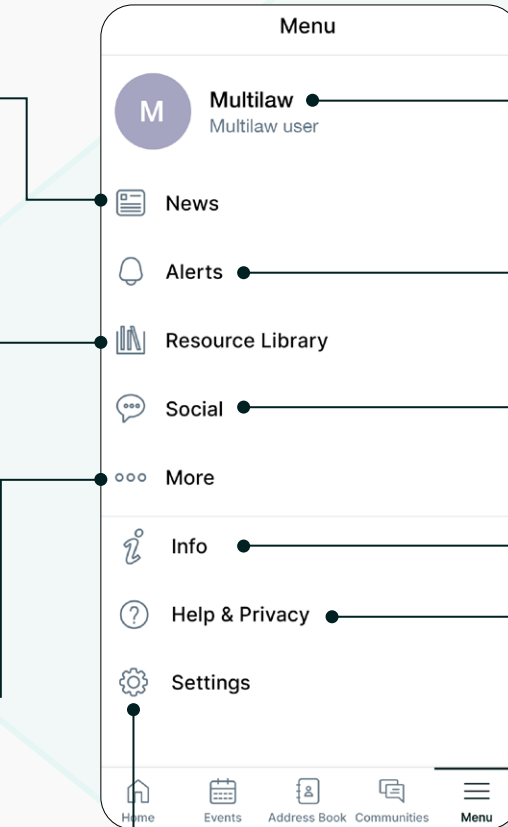 Menu
M
Multilaw
Multilaw user
News
Alerts
Resource Library
Social
More
Info
Help & Privacy
Settings
Home
Events
Address Book
Communities
Menu